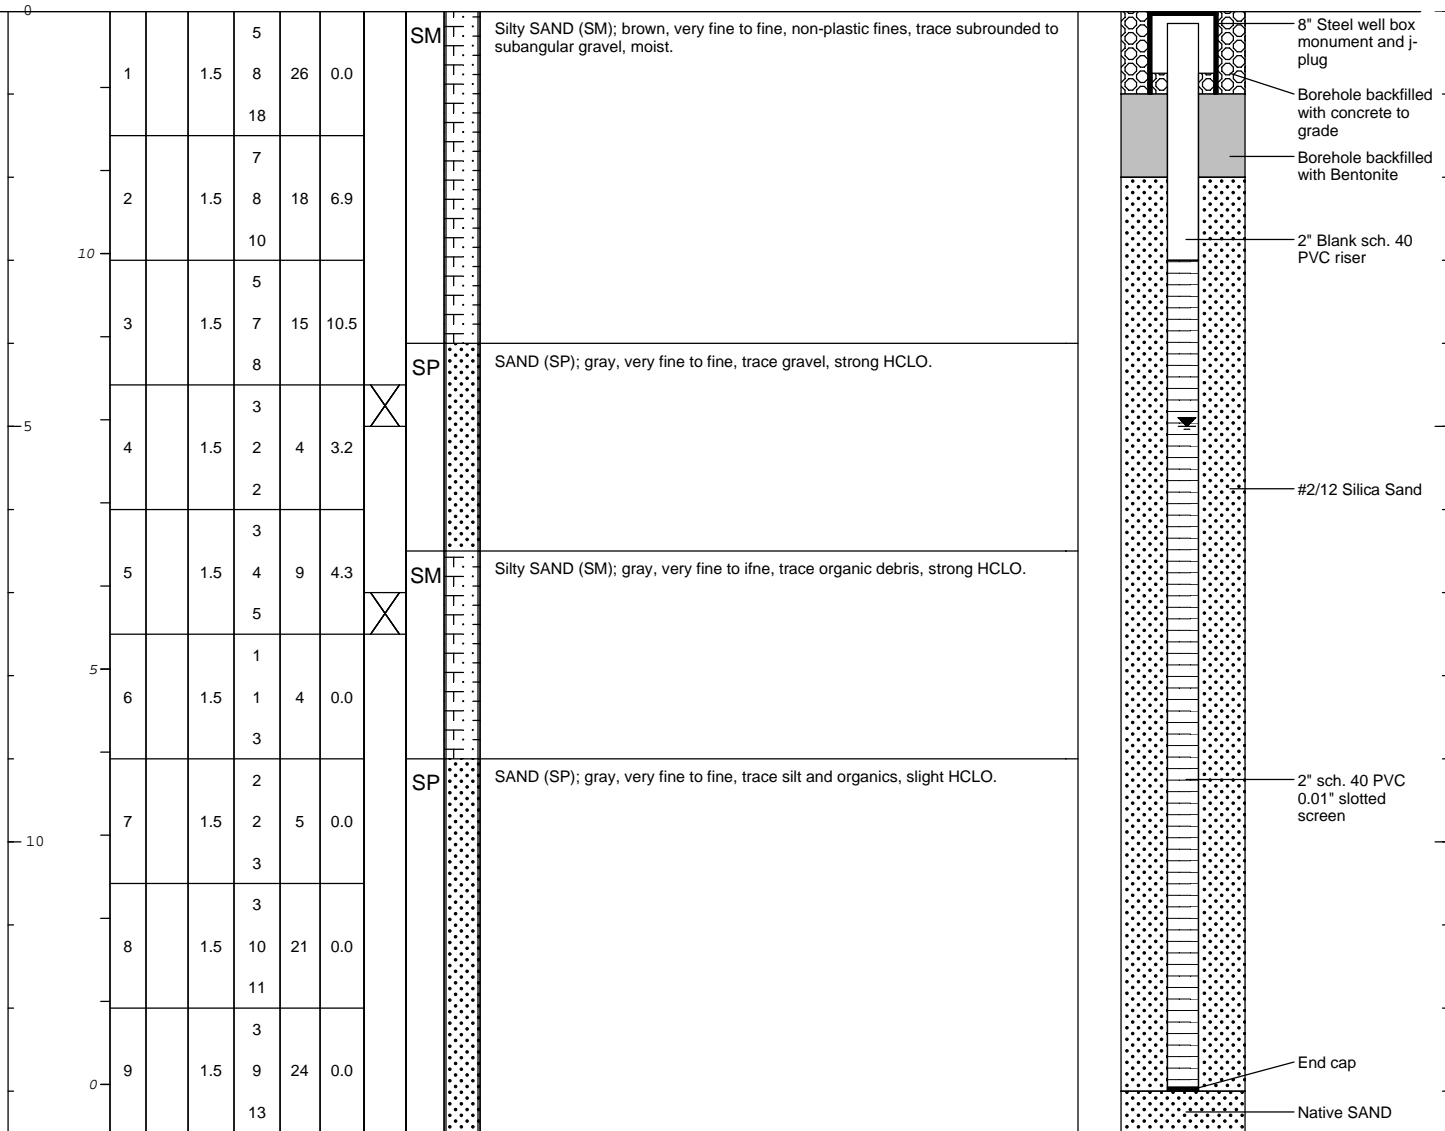 0
5
SM
Silty SAND (SM); brown, very fine to fine, non-plastic fines, trace subrounded to
subangular gravel, moist.
8" Steel well box
monument and j-
plug
1 1.5 8 26 0.0
18
Borehole backfilled
with concrete to
grade
7
Borehole backfilled
with Bentonite
2 1.5 8 18 6.9
10
10
2" Blank sch. 40
PVC riser
5
3 1.5 7 15 10.5
8
SP
SAND (SP); gray, very fine to fine, trace gravel, strong HCLO.
3
5
4 1.5 2 4 3.2
2
#2/12 Silica Sand
3
5 1.5 4 9 4.3
5
SM
Silty SAND (SM); gray, very fine to ifne, trace organic debris, strong HCLO.
1
5
6 1.5 1 4 0.0
3
2
SP
SAND (SP); gray, very fine to fine, trace silt and organics, slight HCLO.
2" sch. 40 PVC
0.01" slotted
screen
7 1.5 2 5 0.0
3
10
3
8 1.5 10 21 0.0
11
3
9 1.5 9 24 0.0
0
13
End cap
Native SAND